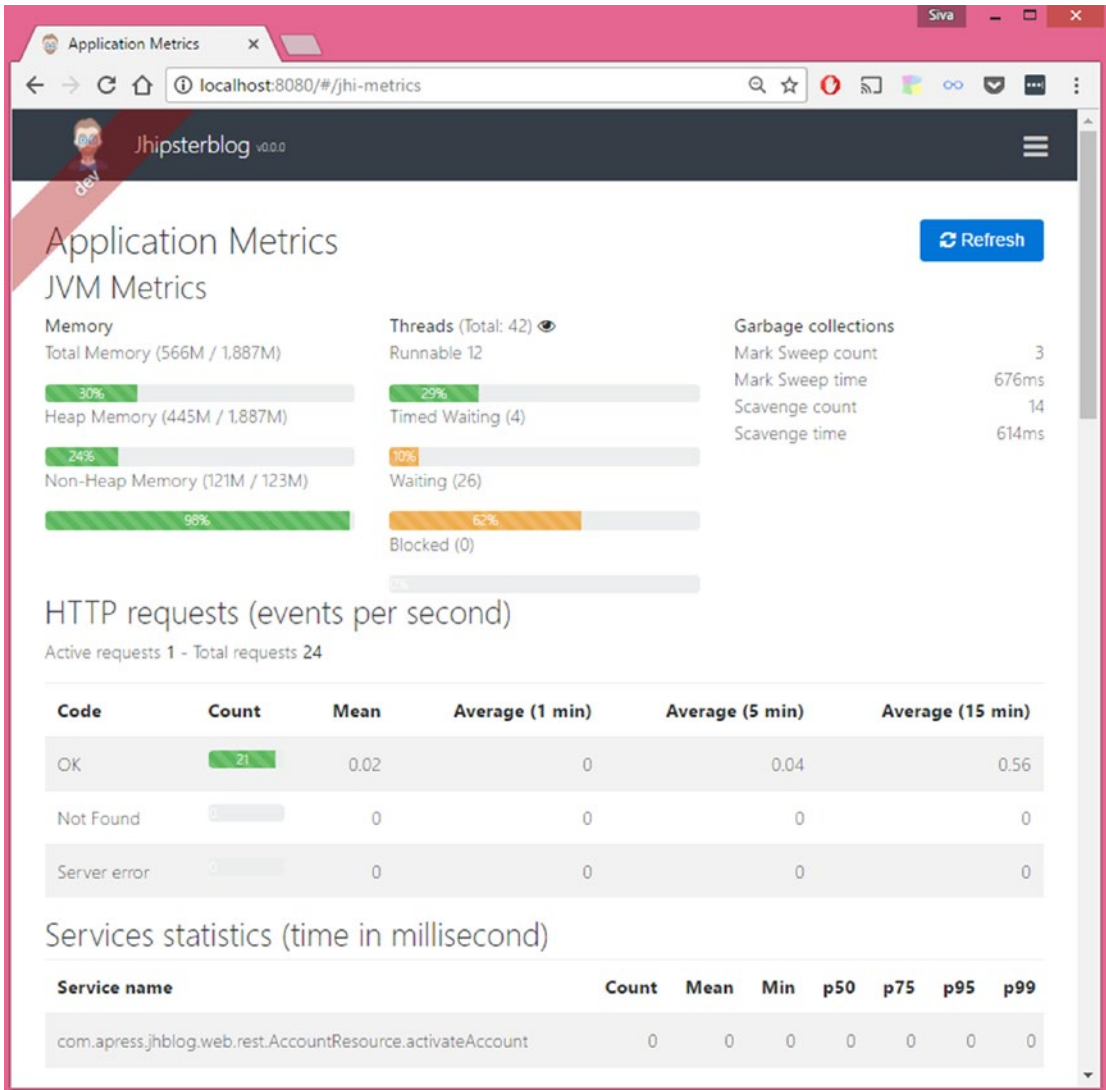 Siva
Application Metrics
localhost:8080/#/jhi-metrics
Jhipsterblog v0.0.0
dev
Application Metrics
Refresh
JVM Metrics
Memory
Total Memory (566M / 1,887M)
30%
Heap Memory (445M / 1,887M)
24%
Non-Heap Memory (121M / 123M)
98%
Threads (Total: 42)
Runnable 12
29%
Timed Waiting (4)
10%
Waiting (26)
62%
Blocked (0)
0%
Garbage collections
Mark Sweep count 3
Mark Sweep time 676ms
Scavenge count 14
Scavenge time 614ms
HTTP requests (events per second)
Active requests 1 - Total requests 24
Code Count Mean Average (1 min) Average (5 min) Average (15 min)
OK 21 0.02 0 0.04 0.56
Not Found 0 0 0 0 0
Server error 0 0 0 0 0
Services statistics (time in millisecond)
Service name Count Mean Min p50 p75 p95 p99
com.apress.jhblog.web.rest.AccountResource.activateAccount 0 0 0 0 0 0 0